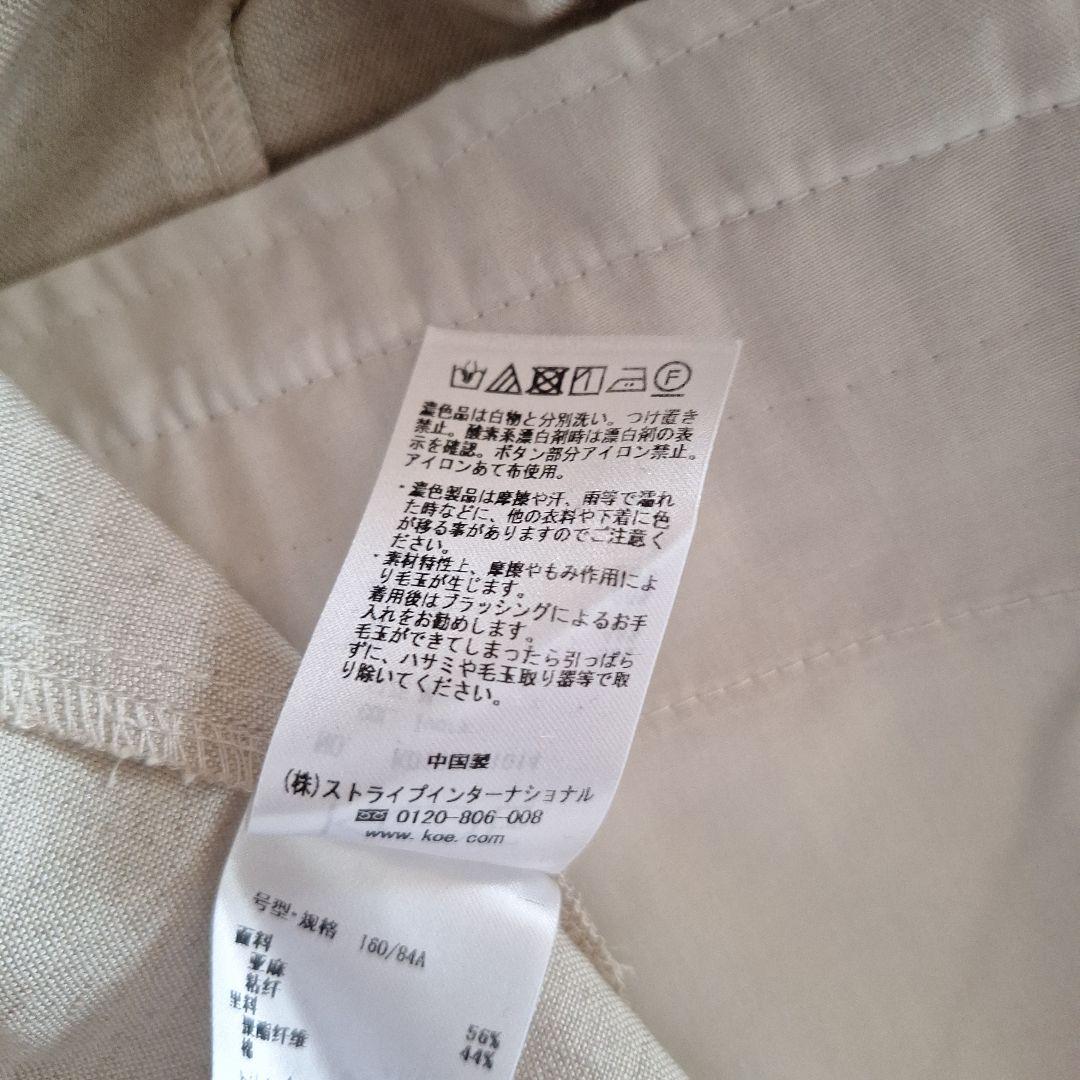 F
濃色品は白物と分別洗い。つけ置き
禁止。酸素系漂白剤時は漂白剤の表
示を確認。ボタン部分アイロン禁止。
アイロンあて布使用。
・濃色製品は摩擦や汗、雨等で濡れ
た時などに、他の衣料や下着に色
が移る事がありますのでご注意く
ださい。
・素材特性上、摩擦やもみ作用によ
り毛玉が生じます。
着用後はブラッシングによるお手
入れをお勧めします。
毛玉ができてしまったら引っぱら
ずに、ハサミや毛玉取り器等で取
り除いてください。
中国製
(株)ストライプインターナショナル
0120-806-008
www.koe.com
号型·规格 160/84A
面料
亚麻
粘纤
里料
聚酯纤维 56%
棉 44%